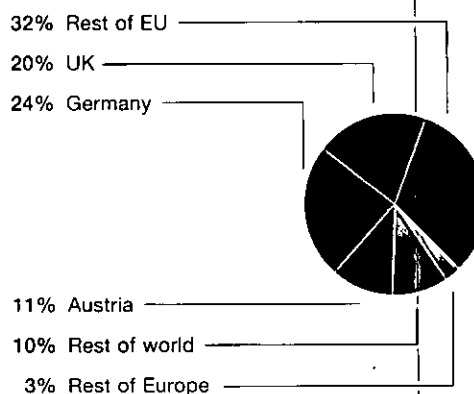 32% Rest of EU
20% UK
24% Germany
11% Austria
10% Rest of world
3% Rest of Europe